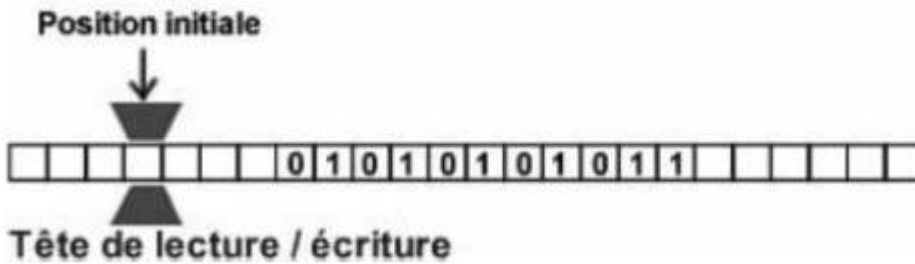 Position initiale
0 1 0 1 0 1 0 1 0 1 1
Tête de lecture / écriture